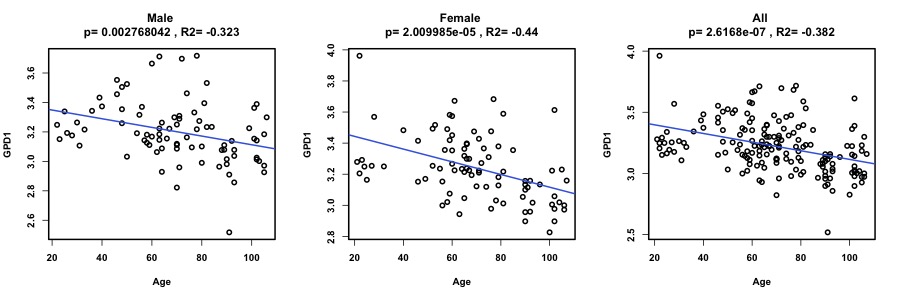 Male
p= 0.002768042 , R2= -0.323
GPD1
3.6
3.4
3.2
3.0
2.8
2.6
20 40 60 80 100
Age
Female
p= 2.009985e-05 , R2= -0.44
GPD1
4.0
3.8
3.6
3.4
3.2
3.0
2.8
20 40 60 80 100
Age
All
p= 2.6168e-07 , R2= -0.382
GPD1
4.0
3.5
3.0
2.5
20 40 60 80 100
Age